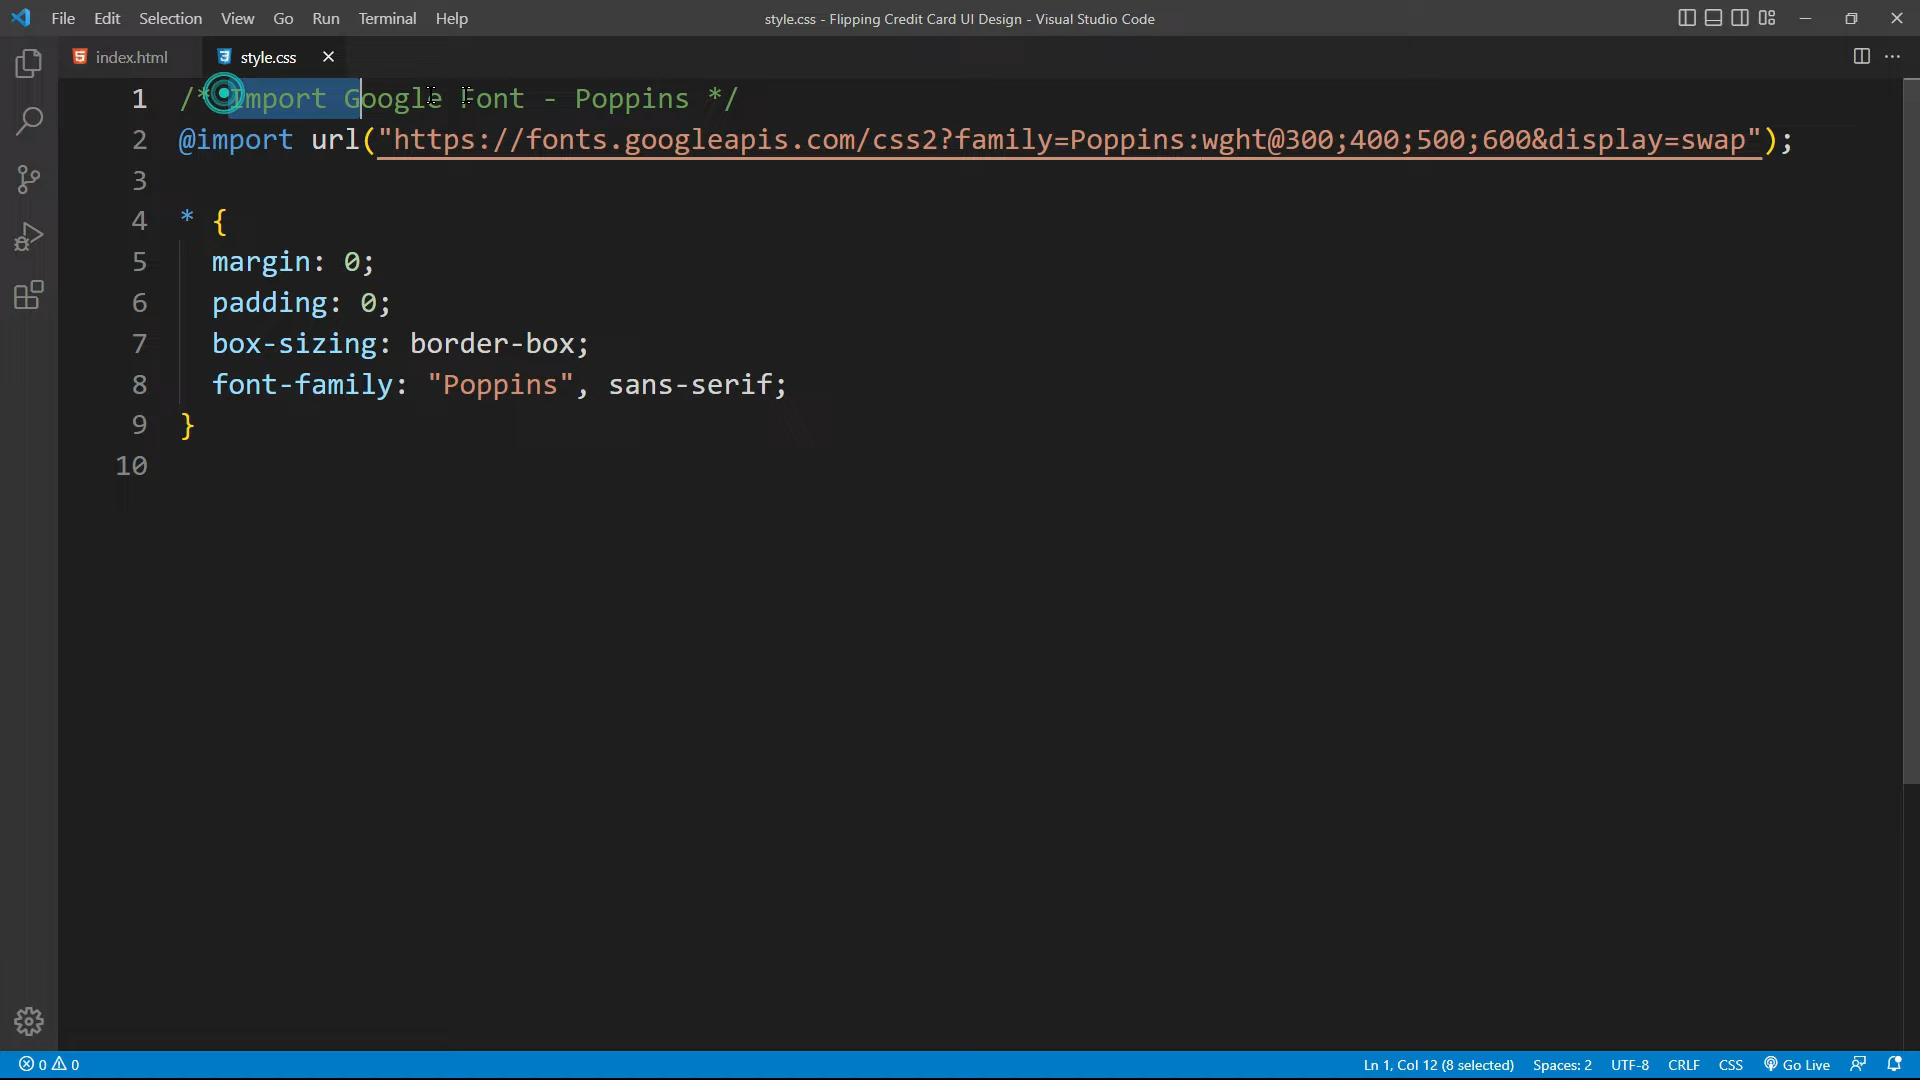 File Edit Selection View Go Run Terminal Help
style.css - Flipping Credit Card UI Design - Visual Studio Code
index.html
style.css
1 /* Import Google Font - Poppins */
2 @import url("https://fonts.googleapis.com/css2?family=Poppins:wght@300;400;500;600&display=swap");
3
4 * {
5 margin: 0;
6 padding: 0;
7 box-sizing: border-box;
8 font-family: "Poppins", sans-serif;
9 }
10
0 0
Ln 1, Col 12 (8 selected) Spaces: 2 UTF-8 CRLF CSS Go Live